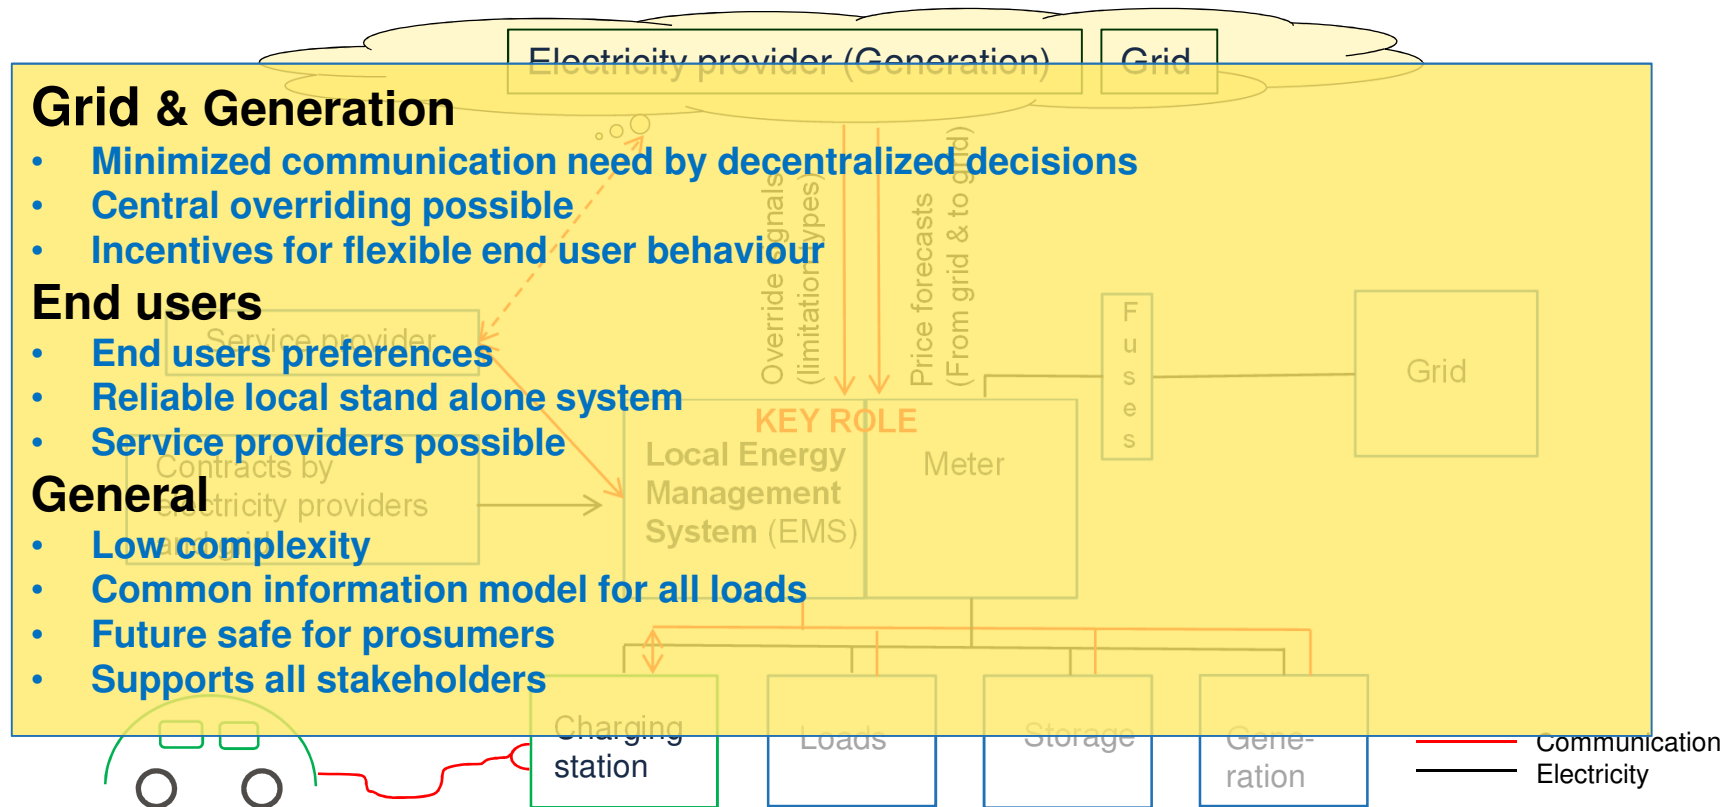 Electricity provider (Generation)
Grid
Grid & Generation
• Minimized communication need by decentralized decisions
• Central overriding possible
• Incentives for flexible end user behaviour
End users
• End users preferences
• Reliable local stand alone system
• Service providers possible
General
• Low complexity
• Common information model for all loads
• Future safe for prosumers
• Supports all stakeholders
Override signals
(limitation types)
Price forecasts
(From grid & to grid)
Service provider
Contracts by
electricity providers
and grid
KEY ROLE
Local Energy
Management
System (EMS)
Meter
F
u
s
e
s
Grid
Charging
station
Loads
Storage
Gene-
ration
Communication
Electricity